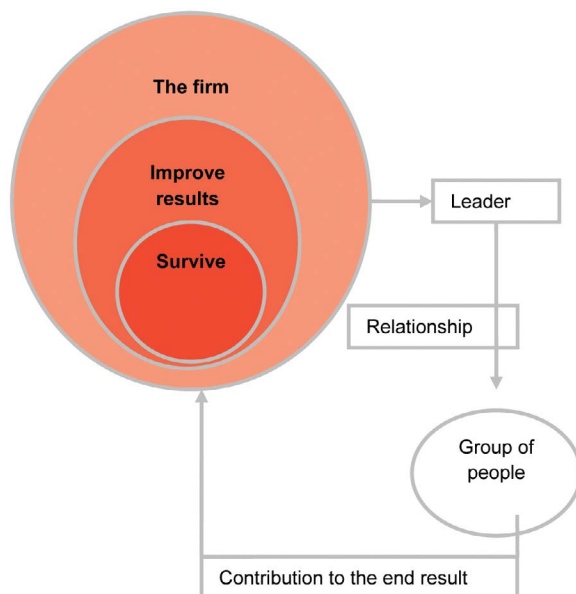 The firm
Improve
results
Survive
Leader
Relationship
Group of
people
Contribution to the end result